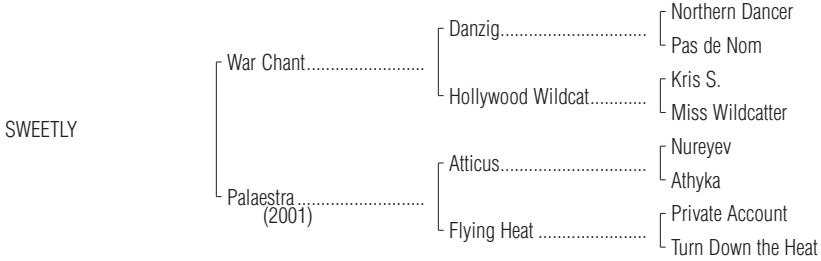 Northern Dancer
Danzig..............................
Pas de Nom
War Chant........................
Kris S.
Hollywood Wildcat............
Miss Wildcatter
SWEETLY
Nureyev
Atticus..............................
Athyka
Palaestra..........................
(2001)
Private Account
Flying Heat ......................
Turn Down the Heat